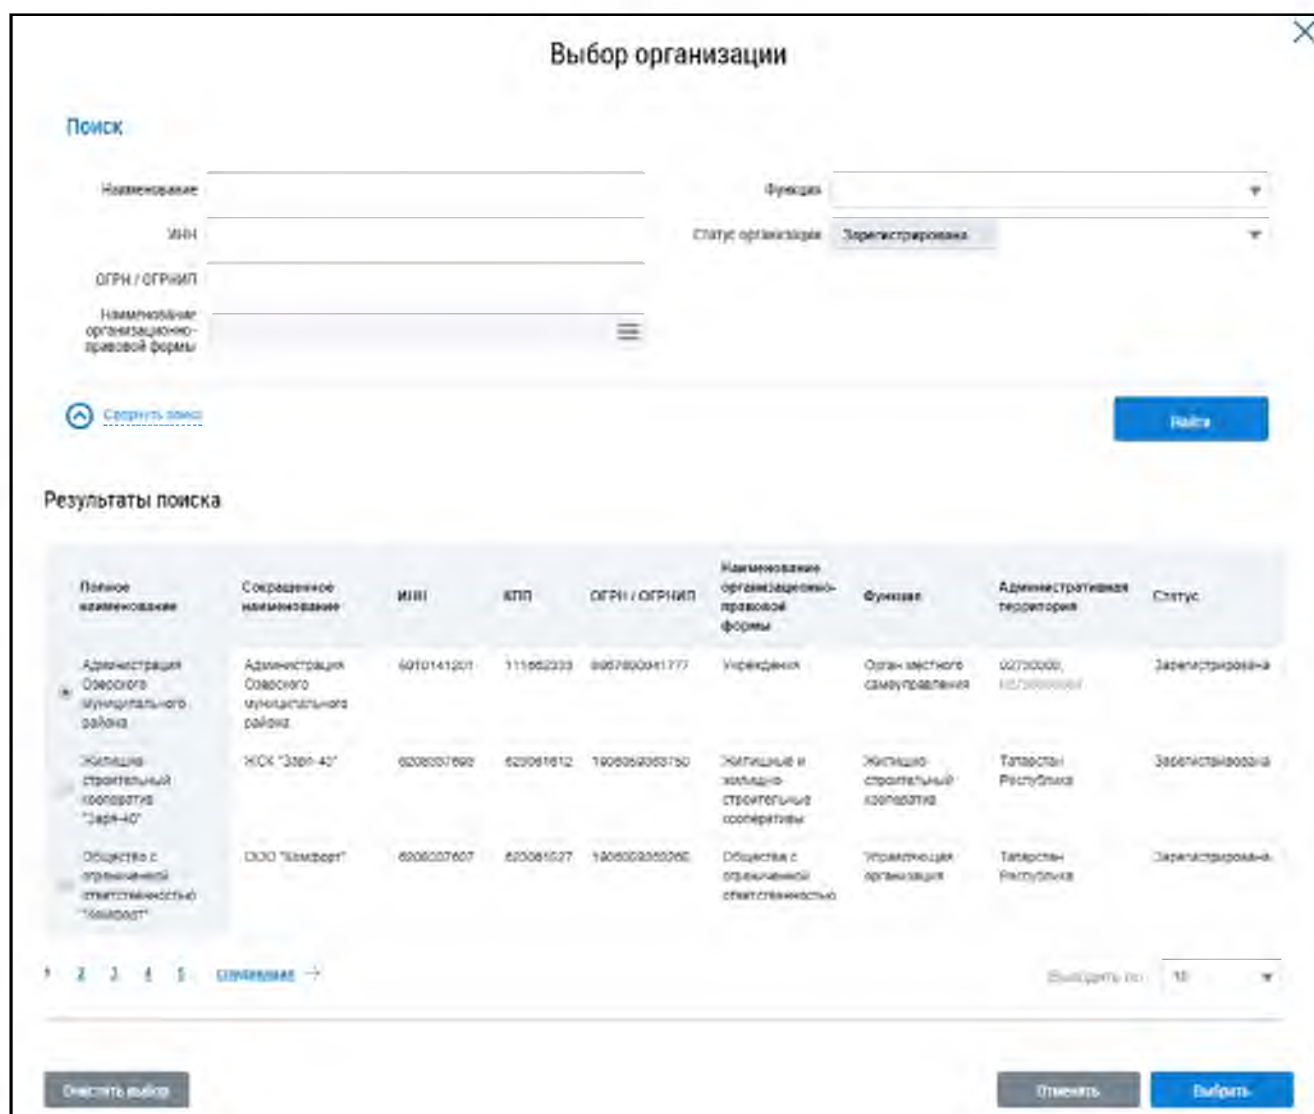 Выбор организации
Поиск
Наименование
Функция
ИНН
Статус организации Зарегистрирована
ОГРН / ОГРНИП
Наименование
организационно-
правовой формы
Свернуть поиск
Найти
Результаты поиска
Полное
наименование
Сокращенное
наименование
ИНН
КПП
ОГРН / ОГРНИП
Наименование
организационно-
правовой
формы
Функция
Административная
территория
Статус
Администрация
Озерского
муниципального
района
Администрация
Озерского
муниципального
района
Учреждения
Орган местного
самоуправления
Зарегистрирована
Жилищно
строительный
кооператив
"Заря-40"
ЖСК "Заря-40"
Жилищные и
жилищно-
строительные
кооперативы
Жилищно
строительный
кооператив
Татарстан
Республика
Зарегистрирована
Общество с
ограниченной
ответственностью
"Комфорт"
ООО "Комфорт"
Общества с
ограниченной
ответственностью
Управляющая
организация
Татарстан
Республика
Зарегистрирована
1 2 3 4 5 следующая →
Выводить по 10
Очистить выбор
Отменить
Выбрать